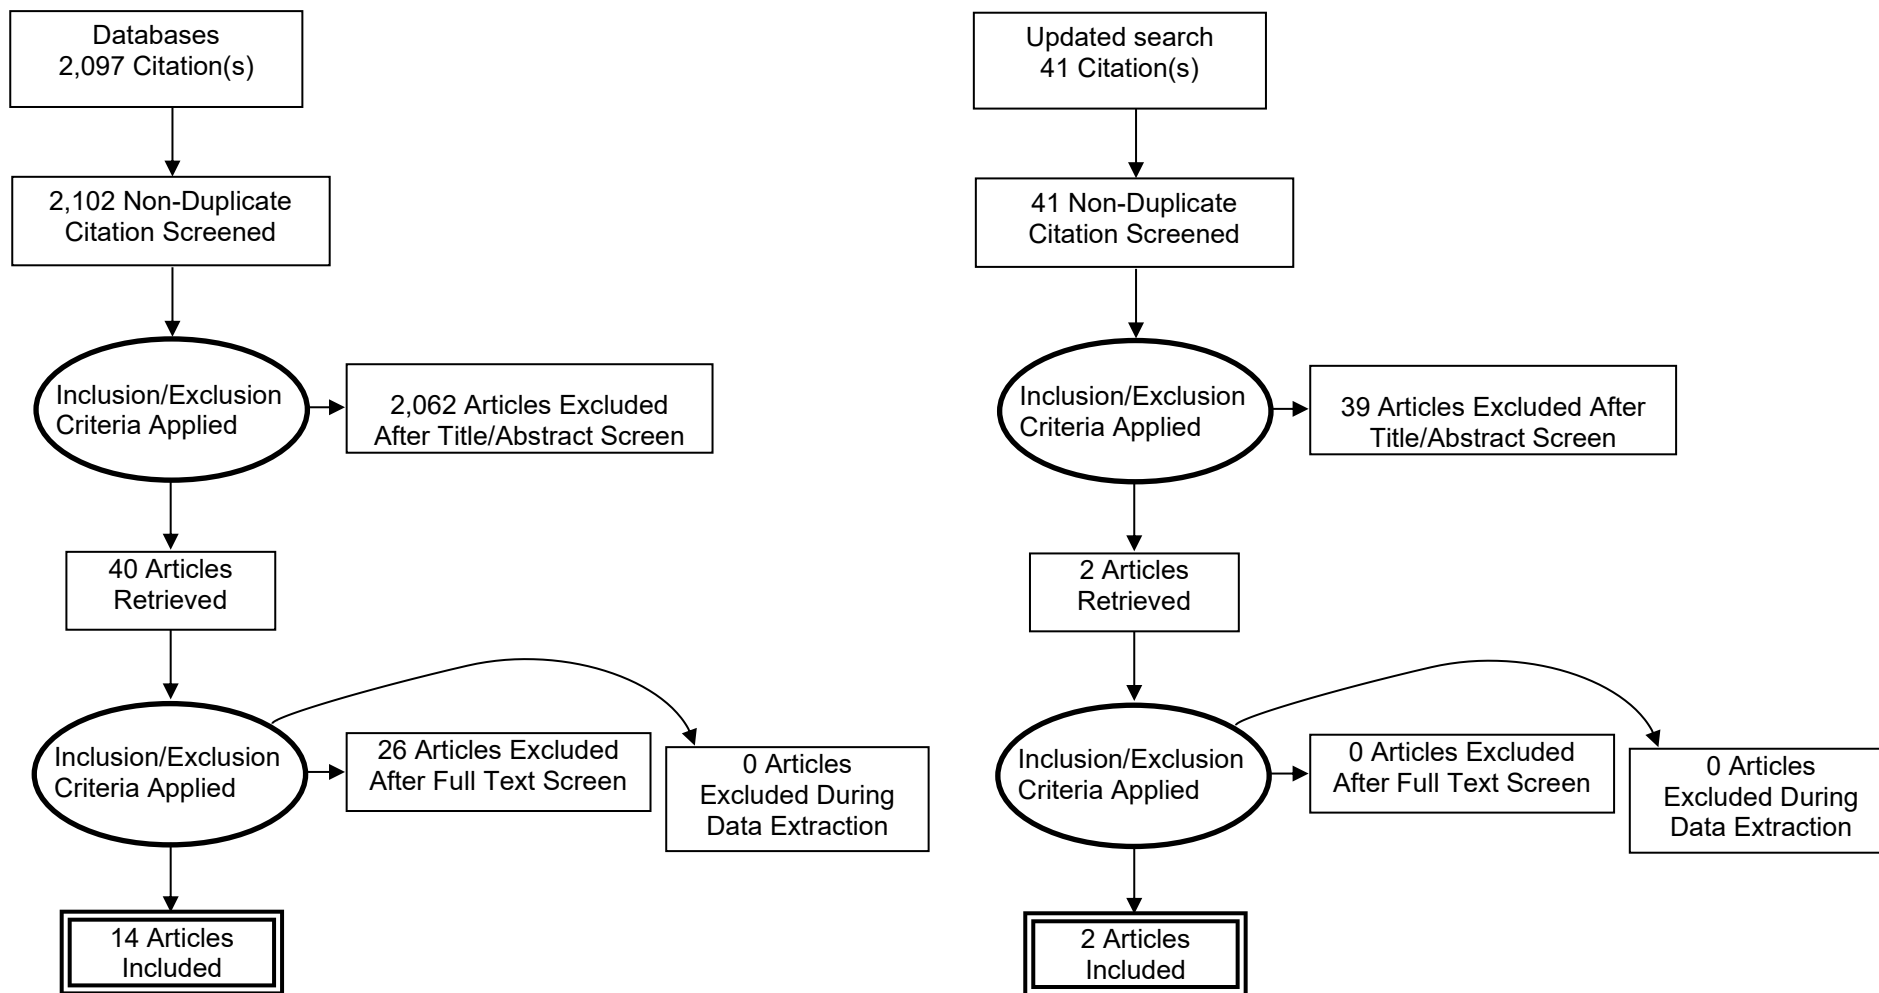 Databases
2,097 Citation(s)
2,102 Non-Duplicate
Citation Screened
Inclusion/Exclusion
Criteria Applied
2,062 Articles Excluded
After Title/Abstract Screen
40 Articles
Retrieved
Inclusion/Exclusion
Criteria Applied
26 Articles Excluded
After Full Text Screen
0 Articles
Excluded During
Data Extraction
14 Articles
Included
Updated search
41 Citation(s)
41 Non-Duplicate
Citation Screened
Inclusion/Exclusion
Criteria Applied
39 Articles Excluded After
Title/Abstract Screen
2 Articles
Retrieved
Inclusion/Exclusion
Criteria Applied
0 Articles Excluded
After Full Text Screen
0 Articles
Excluded During
Data Extraction
2 Articles
Included